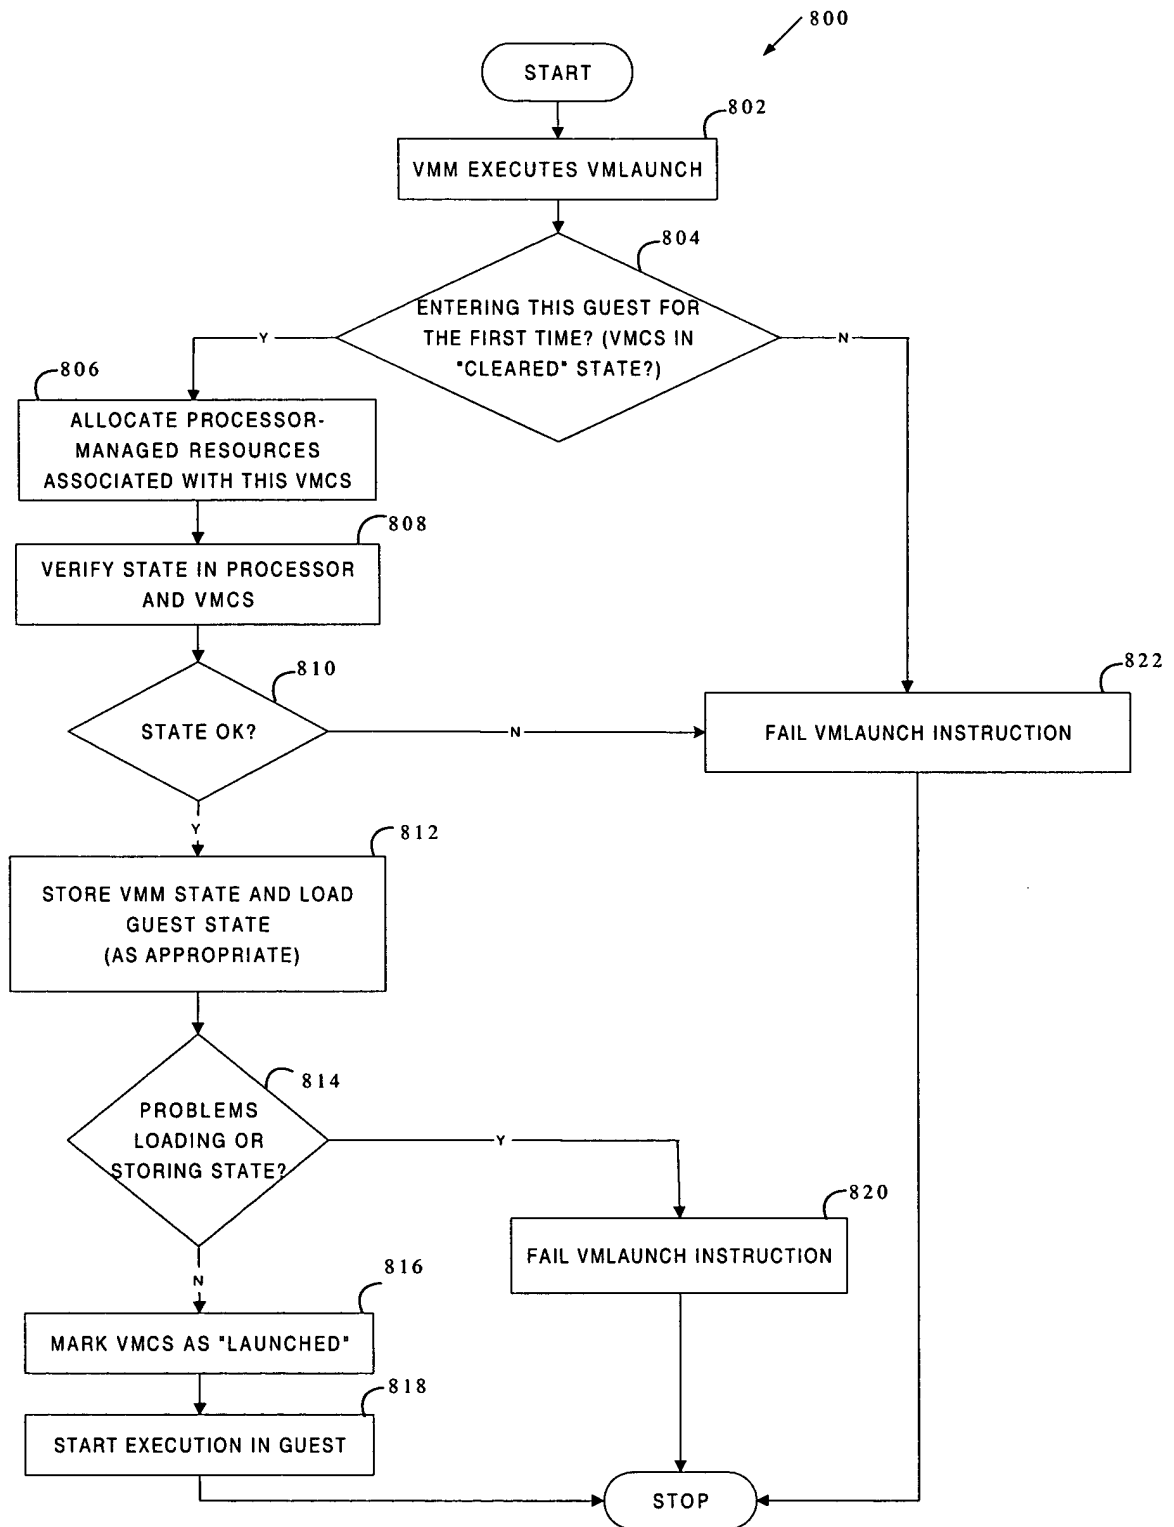 800
START
802
VMM EXECUTES VMLAUNCH
804
ENTERING THIS GUEST FOR
THE FIRST TIME? (VMCS IN
"CLEARED" STATE?)
Y
N
806
ALLOCATE PROCESSOR-
MANAGED RESOURCES
ASSOCIATED WITH THIS VMCS
808
VERIFY STATE IN PROCESSOR
AND VMCS
810
STATE OK?
N
822
FAIL VMLAUNCH INSTRUCTION
Y
812
STORE VMM STATE AND LOAD
GUEST STATE
(AS APPROPRIATE)
814
PROBLEMS
LOADING OR
STORING STATE?
Y
820
FAIL VMLAUNCH INSTRUCTION
N
816
MARK VMCS AS "LAUNCHED"
818
START EXECUTION IN GUEST
STOP